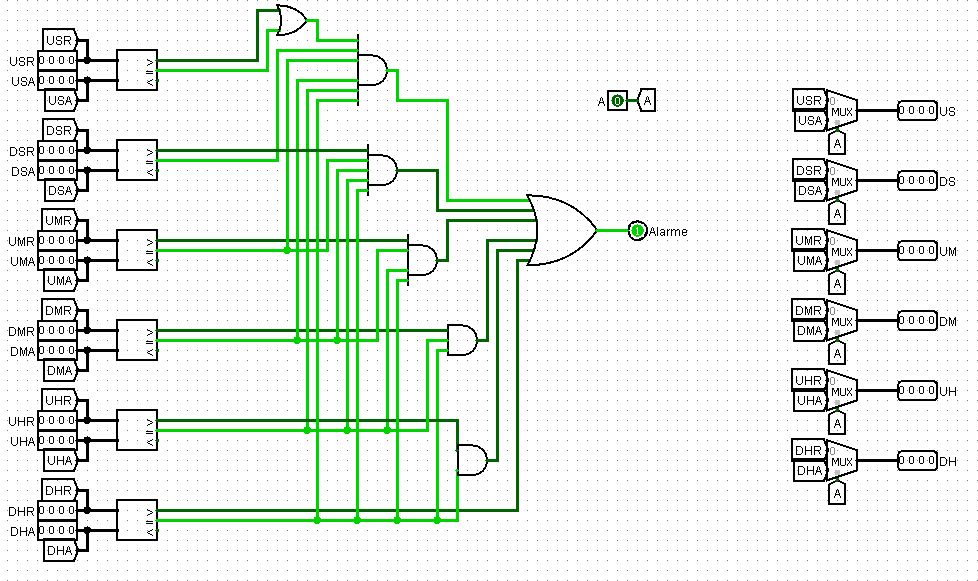 USR
USR 0 0 0 0
USA 0 0 0 0
USA
>
=
<
DSR
DSR 0 0 0 0
DSA 0 0 0 0
DSA
>
=
<
UMR
UMR 0 0 0 0
UMA 0 0 0 0
UMA
>
=
<
DMR
DMR 0 0 0 0
DMA 0 0 0 0
DMA
>
=
<
UHR
UHR 0 0 0 0
UHA 0 0 0 0
UHA
>
=
<
DHR
DHR 0 0 0 0
DHA 0 0 0 0
DHA
>
=
<
A 0 A
1 Alarme
USR 0
USA MUX 0 0 0 0 US
A
DSR 0
DSA MUX 0 0 0 0 DS
A
UMR 0
UMA MUX 0 0 0 0 UM
A
DMR 0
DMA MUX 0 0 0 0 DM
A
UHR 0
UHA MUX 0 0 0 0 UH
A
DHR 0
DHA MUX 0 0 0 0 DH
A